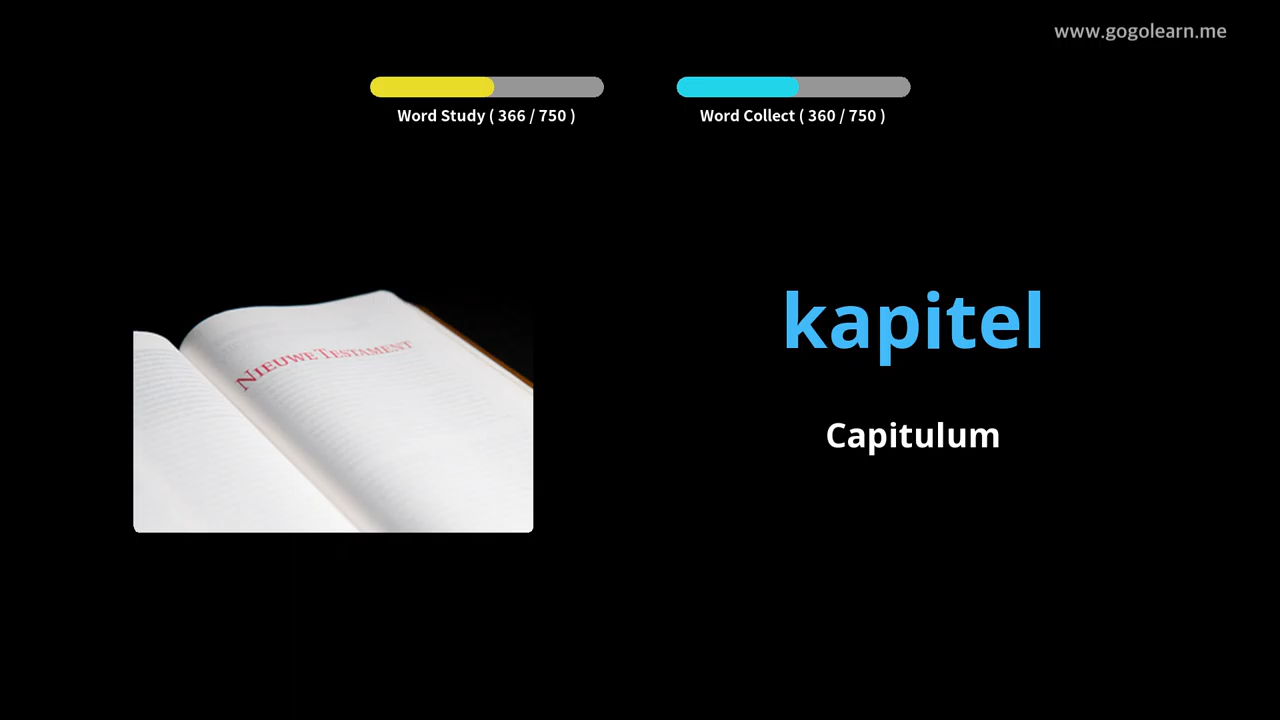 www.gogolearn.me
Word Study ( 366 / 750 )
Word Collect ( 360 / 750 )
NIEUWE TESTAMENT
kapitel
Capitulum